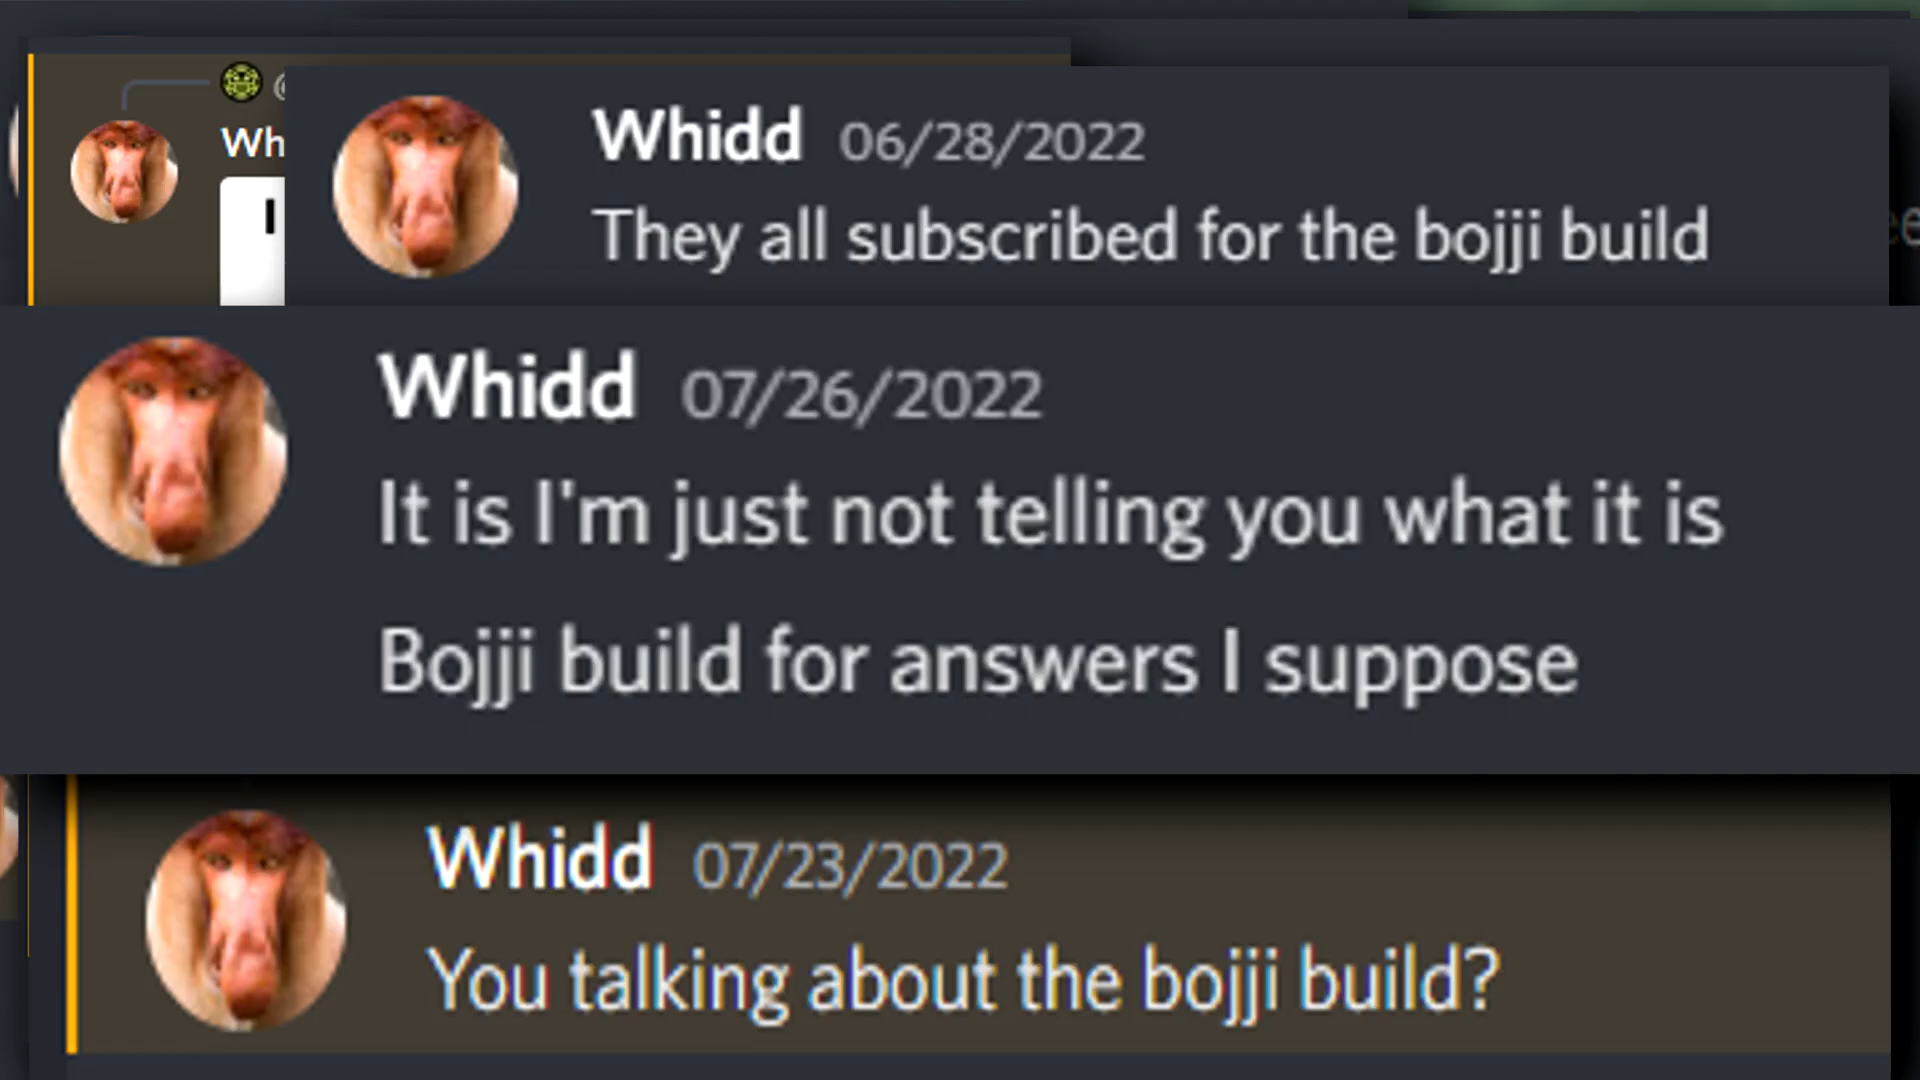 Wh
I
Whidd 06/28/2022
They all subscribed for the bojji build
Whidd 07/26/2022
It is I'm just not telling you what it is
Bojji build for answers I suppose
Whidd 07/23/2022
You talking about the bojji build?